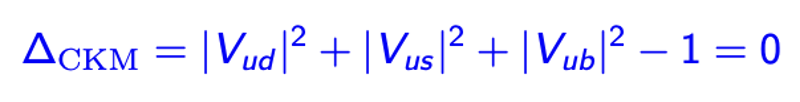 Δ_CKM = |V_ud|² + |V_us|² + |V_ub|² − 1 = 0